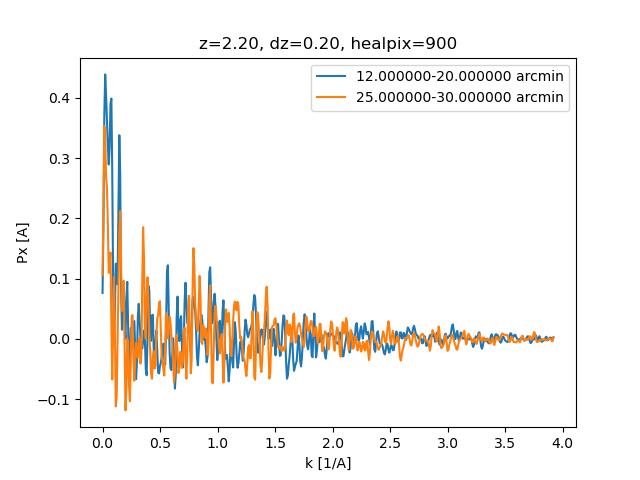 z=2.20, dz=0.20, healpix=900
12.000000-20.000000 arcmin
25.000000-30.000000 arcmin
0.4
0.3
0.2
0.1
0.0
−0.1
Px [A]
0.0 0.5 1.0 1.5 2.0 2.5 3.0 3.5 4.0
k [1/A]